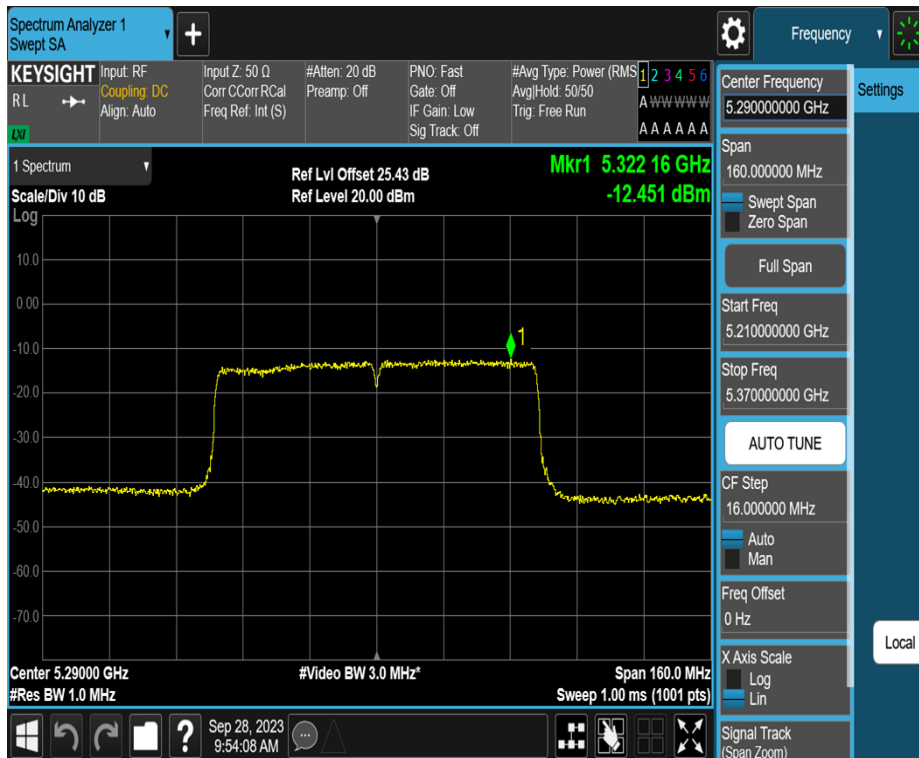 Spectrum Analyzer 1
Swept SA
Frequency
KEYSIGHT
R L
LXI
Input: RF
Coupling: DC
Align: Auto
Input Z: 50 Ω
Corr CCorr RCal
Freq Ref: Int (S)
#Atten: 20 dB
Preamp: Off
PNO: Fast
Gate: Off
IF Gain: Low
Sig Track: Off
#Avg Type: Power (RMS
Avg|Hold: 50/50
Trig: Free Run
1 2 3 4 5 6
A W W W W W
A A A A A A
1 Spectrum
Scale/Div 10 dB
Log
Ref Lvl Offset 25.43 dB
Ref Level 20.00 dBm
Mkr1 5.322 16 GHz
-12.451 dBm
10.0
0.00
-10.0
-20.0
-30.0
-40.0
-50.0
-60.0
-70.0
1
Center 5.29000 GHz
#Res BW 1.0 MHz
#Video BW 3.0 MHz*
Span 160.0 MHz
Sweep 1.00 ms (1001 pts)
?
Sep 28, 2023
9:54:08 AM
Center Frequency
5.290000000 GHz
Span
160.000000 MHz
Swept Span
Zero Span
Full Span
Start Freq
5.210000000 GHz
Stop Freq
5.370000000 GHz
AUTO TUNE
CF Step
16.000000 MHz
Auto
Man
Freq Offset
0 Hz
X Axis Scale
Log
Lin
Signal Track
(Span Zoom)
Settings
Local